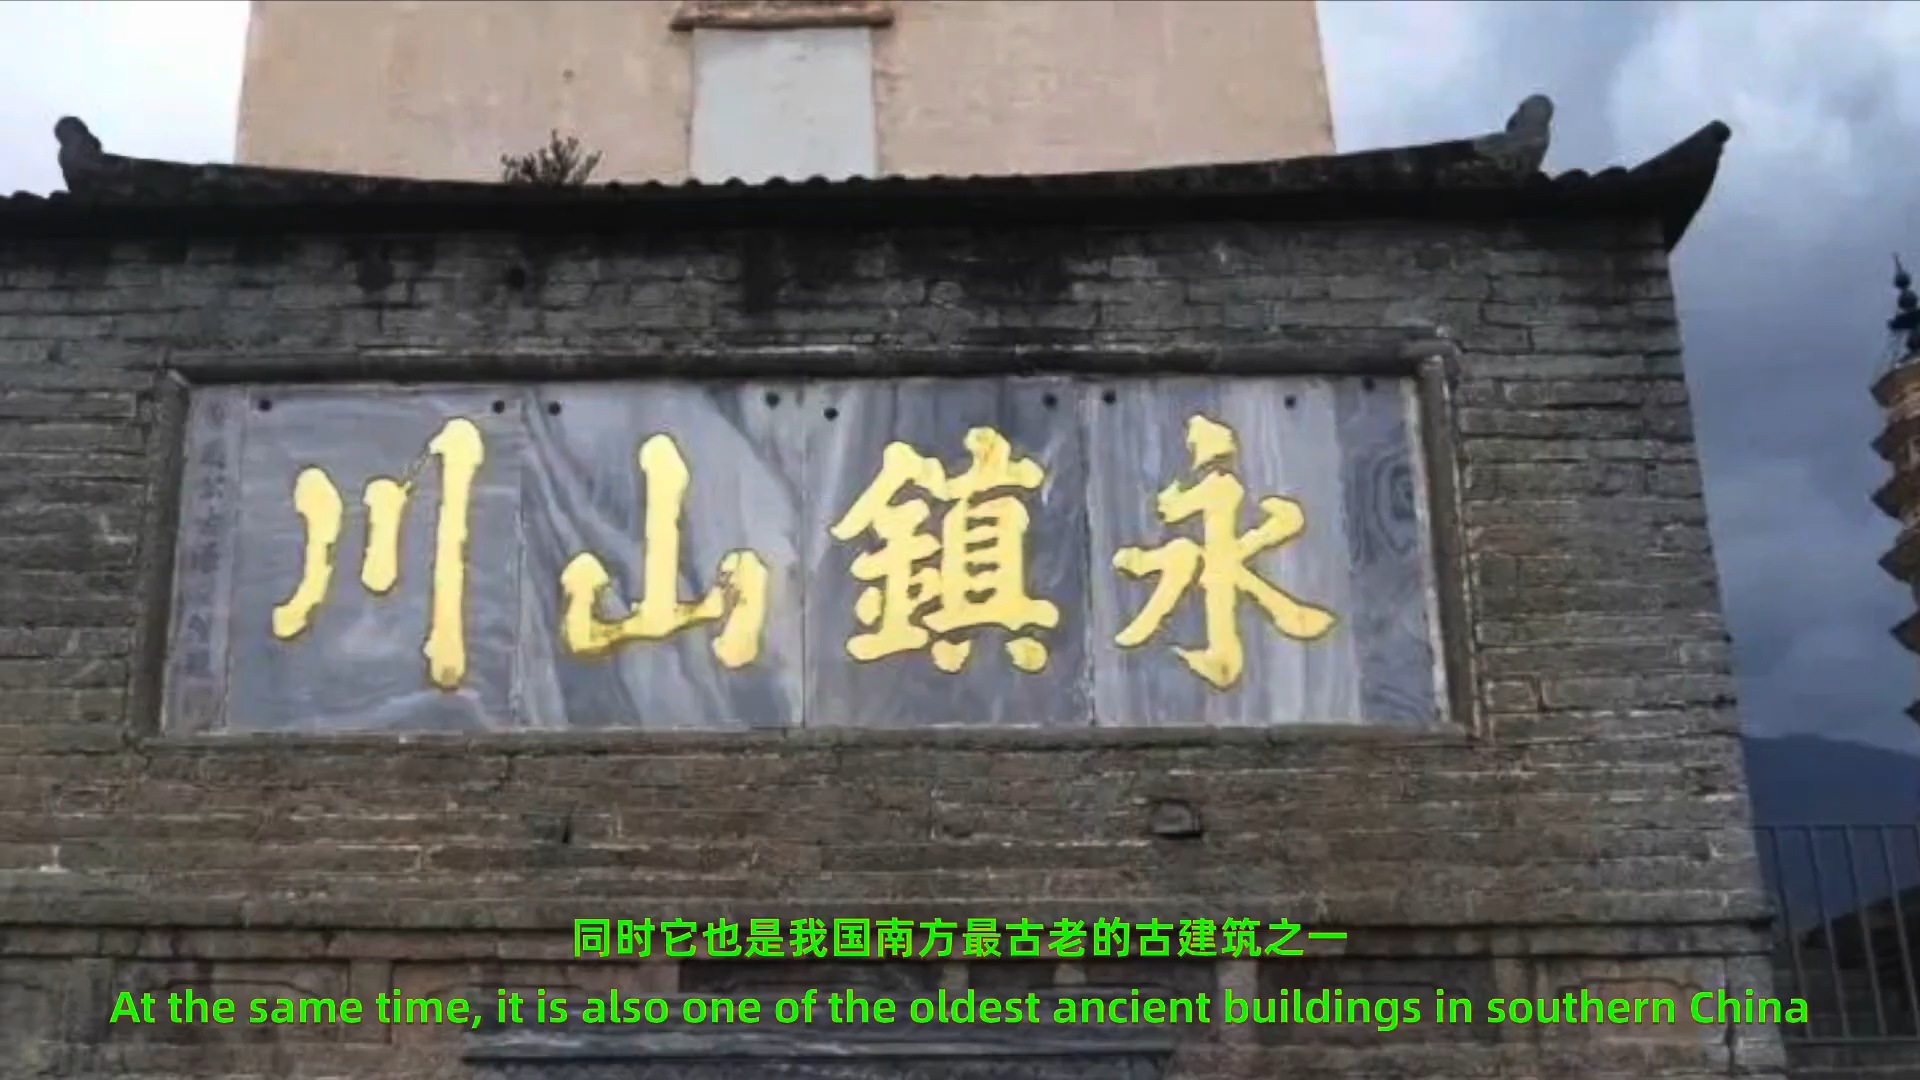 永鎮山川
同时它也是我国南方最古老的古建筑之一
At the same time, it is also one of the oldest ancient buildings in southern China